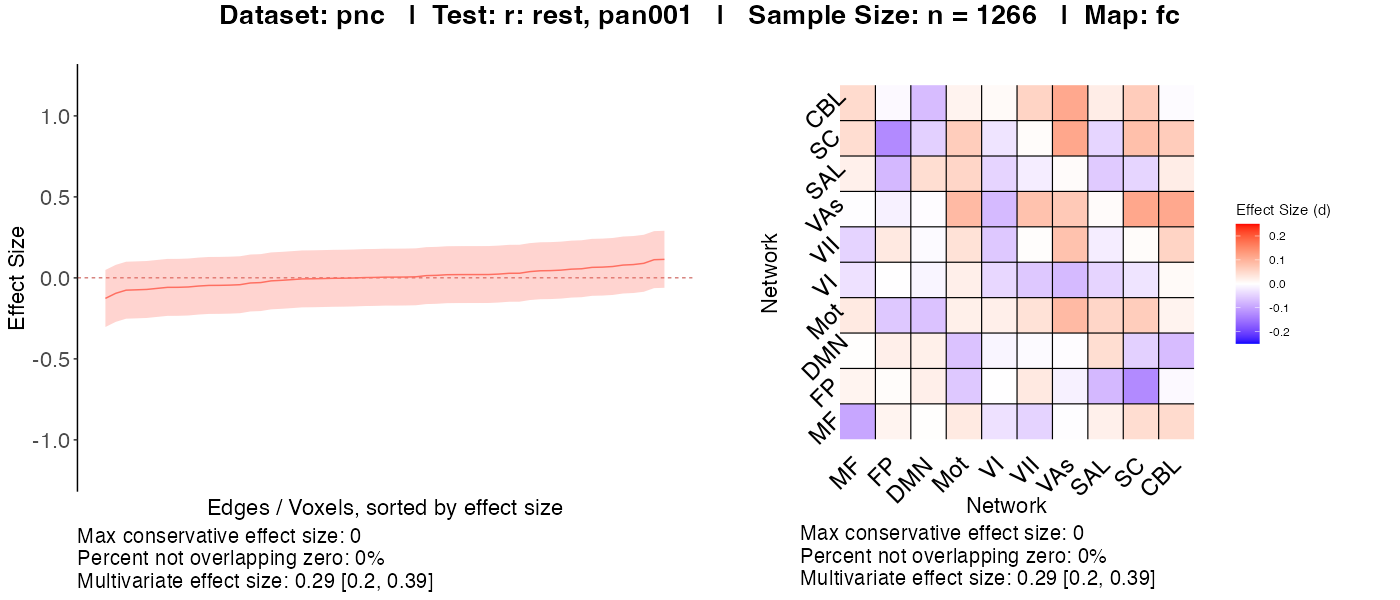 Dataset: pnc | Test: r: rest, pan001 | Sample Size: n = 1266 | Map: fc
Effect Size
1.0
0.5
0.0
-0.5
-1.0
Edges / Voxels, sorted by effect size
Max conservative effect size: 0
Percent not overlapping zero: 0%
Multivariate effect size: 0.29 [0.2, 0.39]
Network
CBL
SC
SAL
VAs
VII
VI
Mot
DMN
FP
MF
MF FP DMN Mot VI VII VAs SAL SC CBL
Network
Max conservative effect size: 0
Percent not overlapping zero: 0%
Multivariate effect size: 0.29 [0.2, 0.39]
Effect Size (d)
0.2
0.1
0.0
-0.1
-0.2